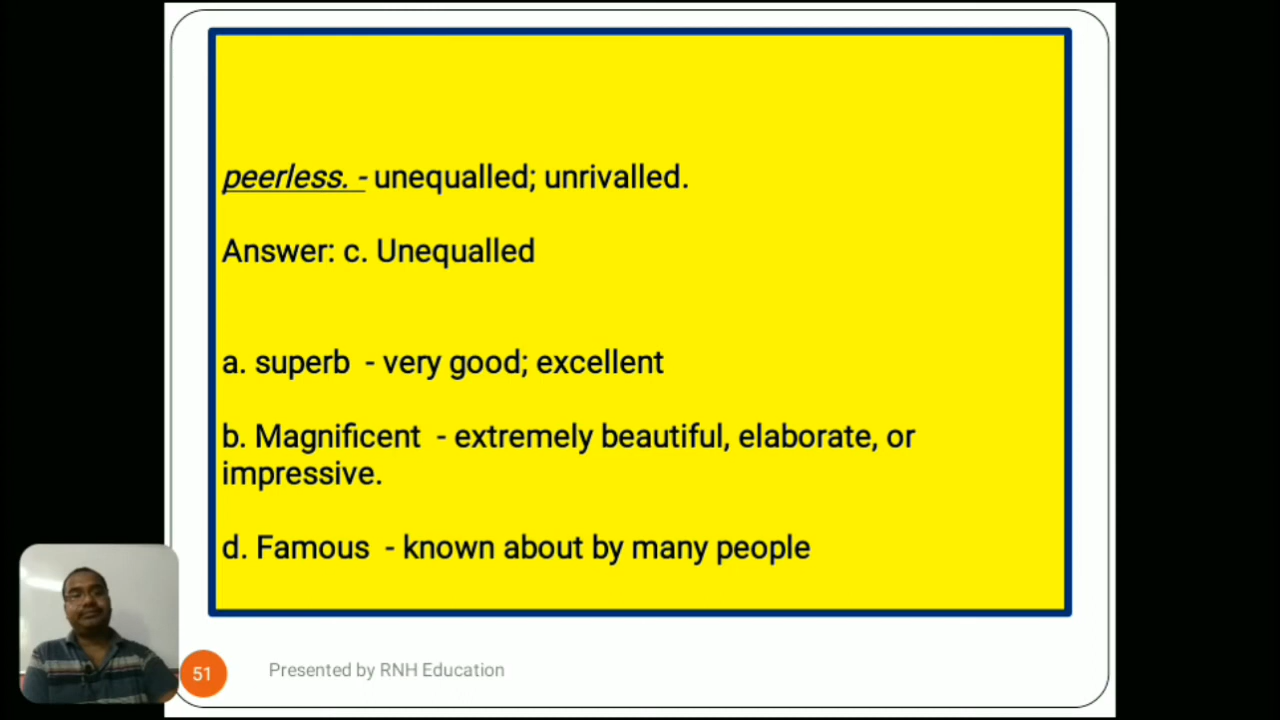 peerless. - unequalled; unrivalled.
Answer: c. Unequalled
a. superb - very good; excellent
b. Magnificent - extremely beautiful, elaborate, or
impressive.
d. Famous - known about by many people
51
Presented by RNH Education